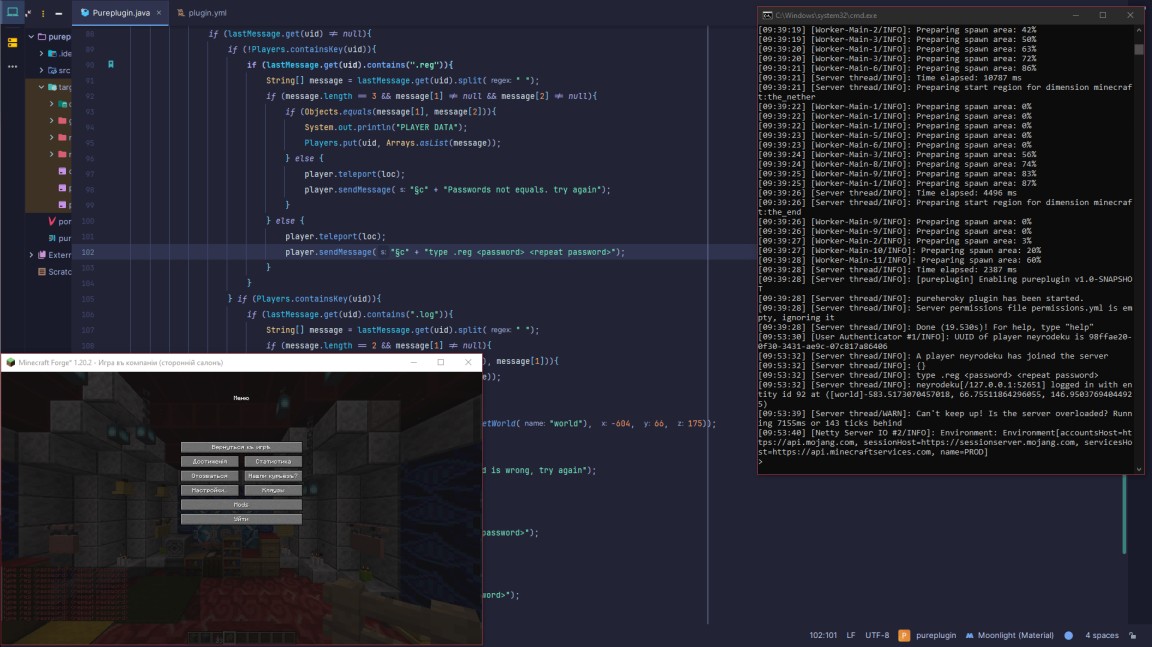 Pureplugin.java
plugin.yml
purep
.ide
src
targ
pon
pur
Extern
Scratc
88 if (lastMessage.get(uid) ≠ null){
89 if (!Players.containsKey(uid)){
90 if (lastMessage.get(uid).contains(".reg")){
91 String[] message = lastMessage.get(uid).split( regex: " ");
92 if (message.length == 3 && message[1] ≠ null && message[2] ≠ null){
93 if (Objects.equals(message[1], message[2])){
94 System.out.println("PLAYER DATA");
95 Players.put(uid, Arrays.asList(message));
96 } else {
97 player.teleport(loc);
98 player.sendMessage( s: "§c" + "Passwords not equals. try again");
99 }
100 } else {
101 player.teleport(loc);
102 player.sendMessage( s: "§c" + "type .reg <password> <repeat password>");
103 }
104 }
105 } if (Players.containsKey(uid)){
106 if (lastMessage.get(uid).contains(".log")){
107 String[] message = lastMessage.get(uid).split( regex: " ");
108 if (message.length == 2 && message[1] ≠ null){
, message[1])){
e));
etWorld( name: "world"), x: -604, y: 66, z: 175));
d is wrong, try again");
password>");
word>");
Minecraft Forge* 1.20.2 - Игра въ компаніи (сторонній салонъ)
Меню
Вернуться къ игрѣ
Достиженія
Статистика
Отозваться
Нашли курьёзъ?
Настройки...
Mods
Уйти
C:\Windows\system32\cmd.exe
[09:39:19] [Worker-Main-2/INFO]: Preparing spawn area: 42%
[09:39:19] [Worker-Main-3/INFO]: Preparing spawn area: 50%
[09:39:20] [Worker-Main-1/INFO]: Preparing spawn area: 63%
[09:39:20] [Worker-Main-3/INFO]: Preparing spawn area: 72%
[09:39:21] [Worker-Main-6/INFO]: Preparing spawn area: 86%
[09:39:21] [Server thread/INFO]: Time elapsed: 10787 ms
[09:39:21] [Server thread/INFO]: Preparing start region for dimension minecraf
t:the_nether
[09:39:22] [Worker-Main-1/INFO]: Preparing spawn area: 0%
[09:39:22] [Worker-Main-1/INFO]: Preparing spawn area: 0%
[09:39:22] [Worker-Main-1/INFO]: Preparing spawn area: 0%
[09:39:23] [Worker-Main-5/INFO]: Preparing spawn area: 0%
[09:39:23] [Worker-Main-6/INFO]: Preparing spawn area: 0%
[09:39:24] [Worker-Main-3/INFO]: Preparing spawn area: 56%
[09:39:24] [Worker-Main-8/INFO]: Preparing spawn area: 74%
[09:39:25] [Worker-Main-9/INFO]: Preparing spawn area: 83%
[09:39:25] [Worker-Main-1/INFO]: Preparing spawn area: 87%
[09:39:26] [Server thread/INFO]: Time elapsed: 4496 ms
[09:39:26] [Server thread/INFO]: Preparing start region for dimension minecraf
t:the_end
[09:39:26] [Worker-Main-9/INFO]: Preparing spawn area: 0%
[09:39:26] [Worker-Main-9/INFO]: Preparing spawn area: 0%
[09:39:27] [Worker-Main-2/INFO]: Preparing spawn area: 3%
[09:39:27] [Worker-Main-10/INFO]: Preparing spawn area: 20%
[09:39:28] [Worker-Main-11/INFO]: Preparing spawn area: 60%
[09:39:28] [Server thread/INFO]: Time elapsed: 2387 ms
[09:39:28] [Server thread/INFO]: [pureplugin] Enabling pureplugin v1.0-SNAPSHO
T
[09:39:28] [Server thread/INFO]: pureheroky plugin has been started.
[09:39:28] [Server thread/INFO]: Server permissions file permissions.yml is em
pty, ignoring it
[09:39:28] [Server thread/INFO]: Done (19.530s)! For help, type "help"
[09:53:30] [User Authenticator #1/INFO]: UUID of player neyrodeku is 98ffae20-
0f30-3431-ae9c-07c817a86406
[09:53:32] [Server thread/INFO]: A player neyrodeku has joined the server
[09:53:32] [Server thread/INFO]: {}
[09:53:32] [Server thread/INFO]: type .reg <password> <repeat password>
[09:53:32] [Server thread/INFO]: neyrodeku[/127.0.0.1:52651] logged in with en
tity id 92 at ([world]-583.5173070457018, 66.75511864296055, 146.9503769404492
5)
[09:53:39] [Server thread/WARN]: Can't keep up! Is the server overloaded? Runn
ing 7155ms or 143 ticks behind
[09:53:40] [Netty Server IO #2/INFO]: Environment: Environment[accountsHost=ht
tps://api.mojang.com, sessionHost=https://sessionserver.mojang.com, servicesHo
st=https://api.minecraftservices.com, name=PROD]
>
102:101 LF UTF-8 P pureplugin Moonlight (Material) 4 spaces